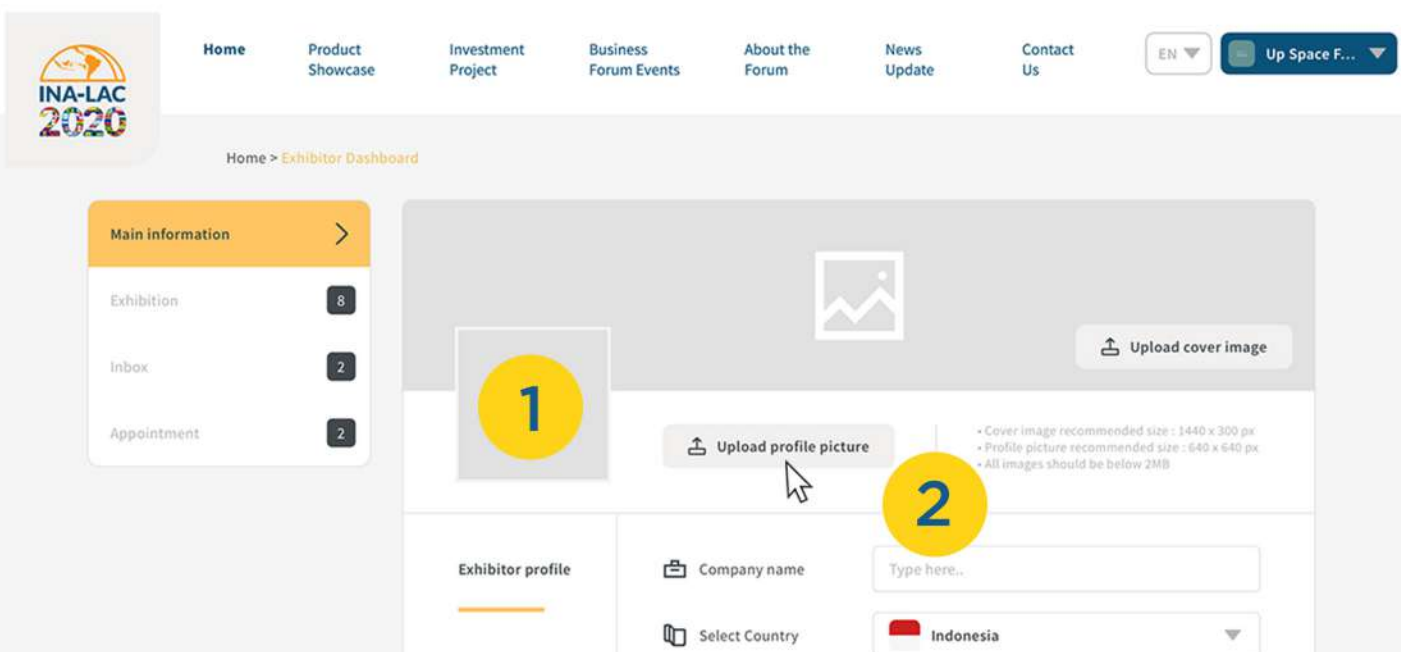 INA-LAC
2020
Home
Product
Showcase
Investment
Project
Business
Forum Events
About the
Forum
News
Update
Contact
Us
EN
Up Space F...
Home > Exhibitor Dashboard
Main information
Exhibition
8
Inbox
2
Appointment
2
Upload cover image
1
Upload profile picture
• Cover image recommended size : 1440 x 300 px
• Profile picture recommended size : 640 x 640 px
• All images should be below 2MB
2
Exhibitor profile
Company name
Type here..
Select Country
Indonesia